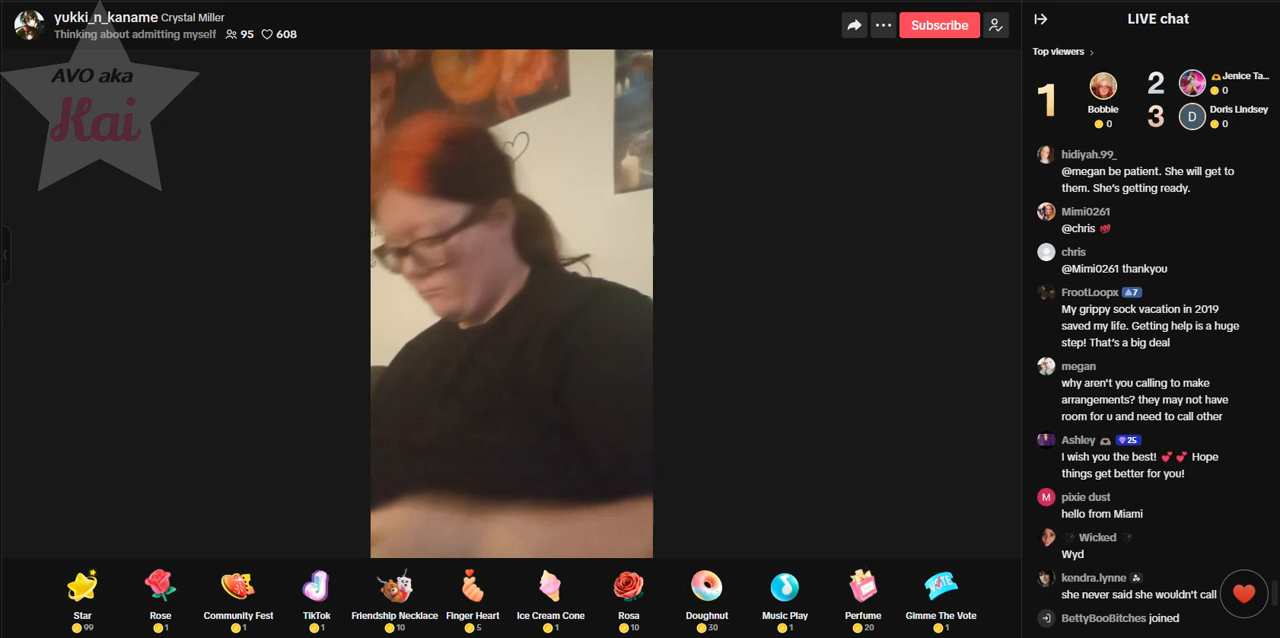 yukki_n_kaname Crystal Miller
Thinking about admitting myself 95 608
Subscribe
AVO aka
Kai
LIVE chat
Top viewers
1
Bobbie
0
2
Jenice Ta...
0
3
D
Doris Lindsey
0
hidiyah.99_
@megan be patient. She will get to
them. She's getting ready.
Mimi0261
@chris 💯
chris
@Mimi0261 thankyou
FrootLoopx 7
My grippy sock vacation in 2019
saved my life. Getting help is a huge
step! That's a big deal
megan
why aren't you calling to make
arrangements? they may not have
room for u and need to call other
Ashley 25
I wish you the best! 💕 💕 Hope
things get better for you!
M
pixie dust
hello from Miami
Wicked
Wyd
kendra.lynne
she never said she wouldn't call
BettyBooBitches joined
Star
99
Rose
1
Community Fest
1
TikTok
1
Friendship Necklace
10
Finger Heart
5
Ice Cream Cone
1
Rosa
10
Doughnut
30
Music Play
1
Perfume
20
Gimme The Vote
1